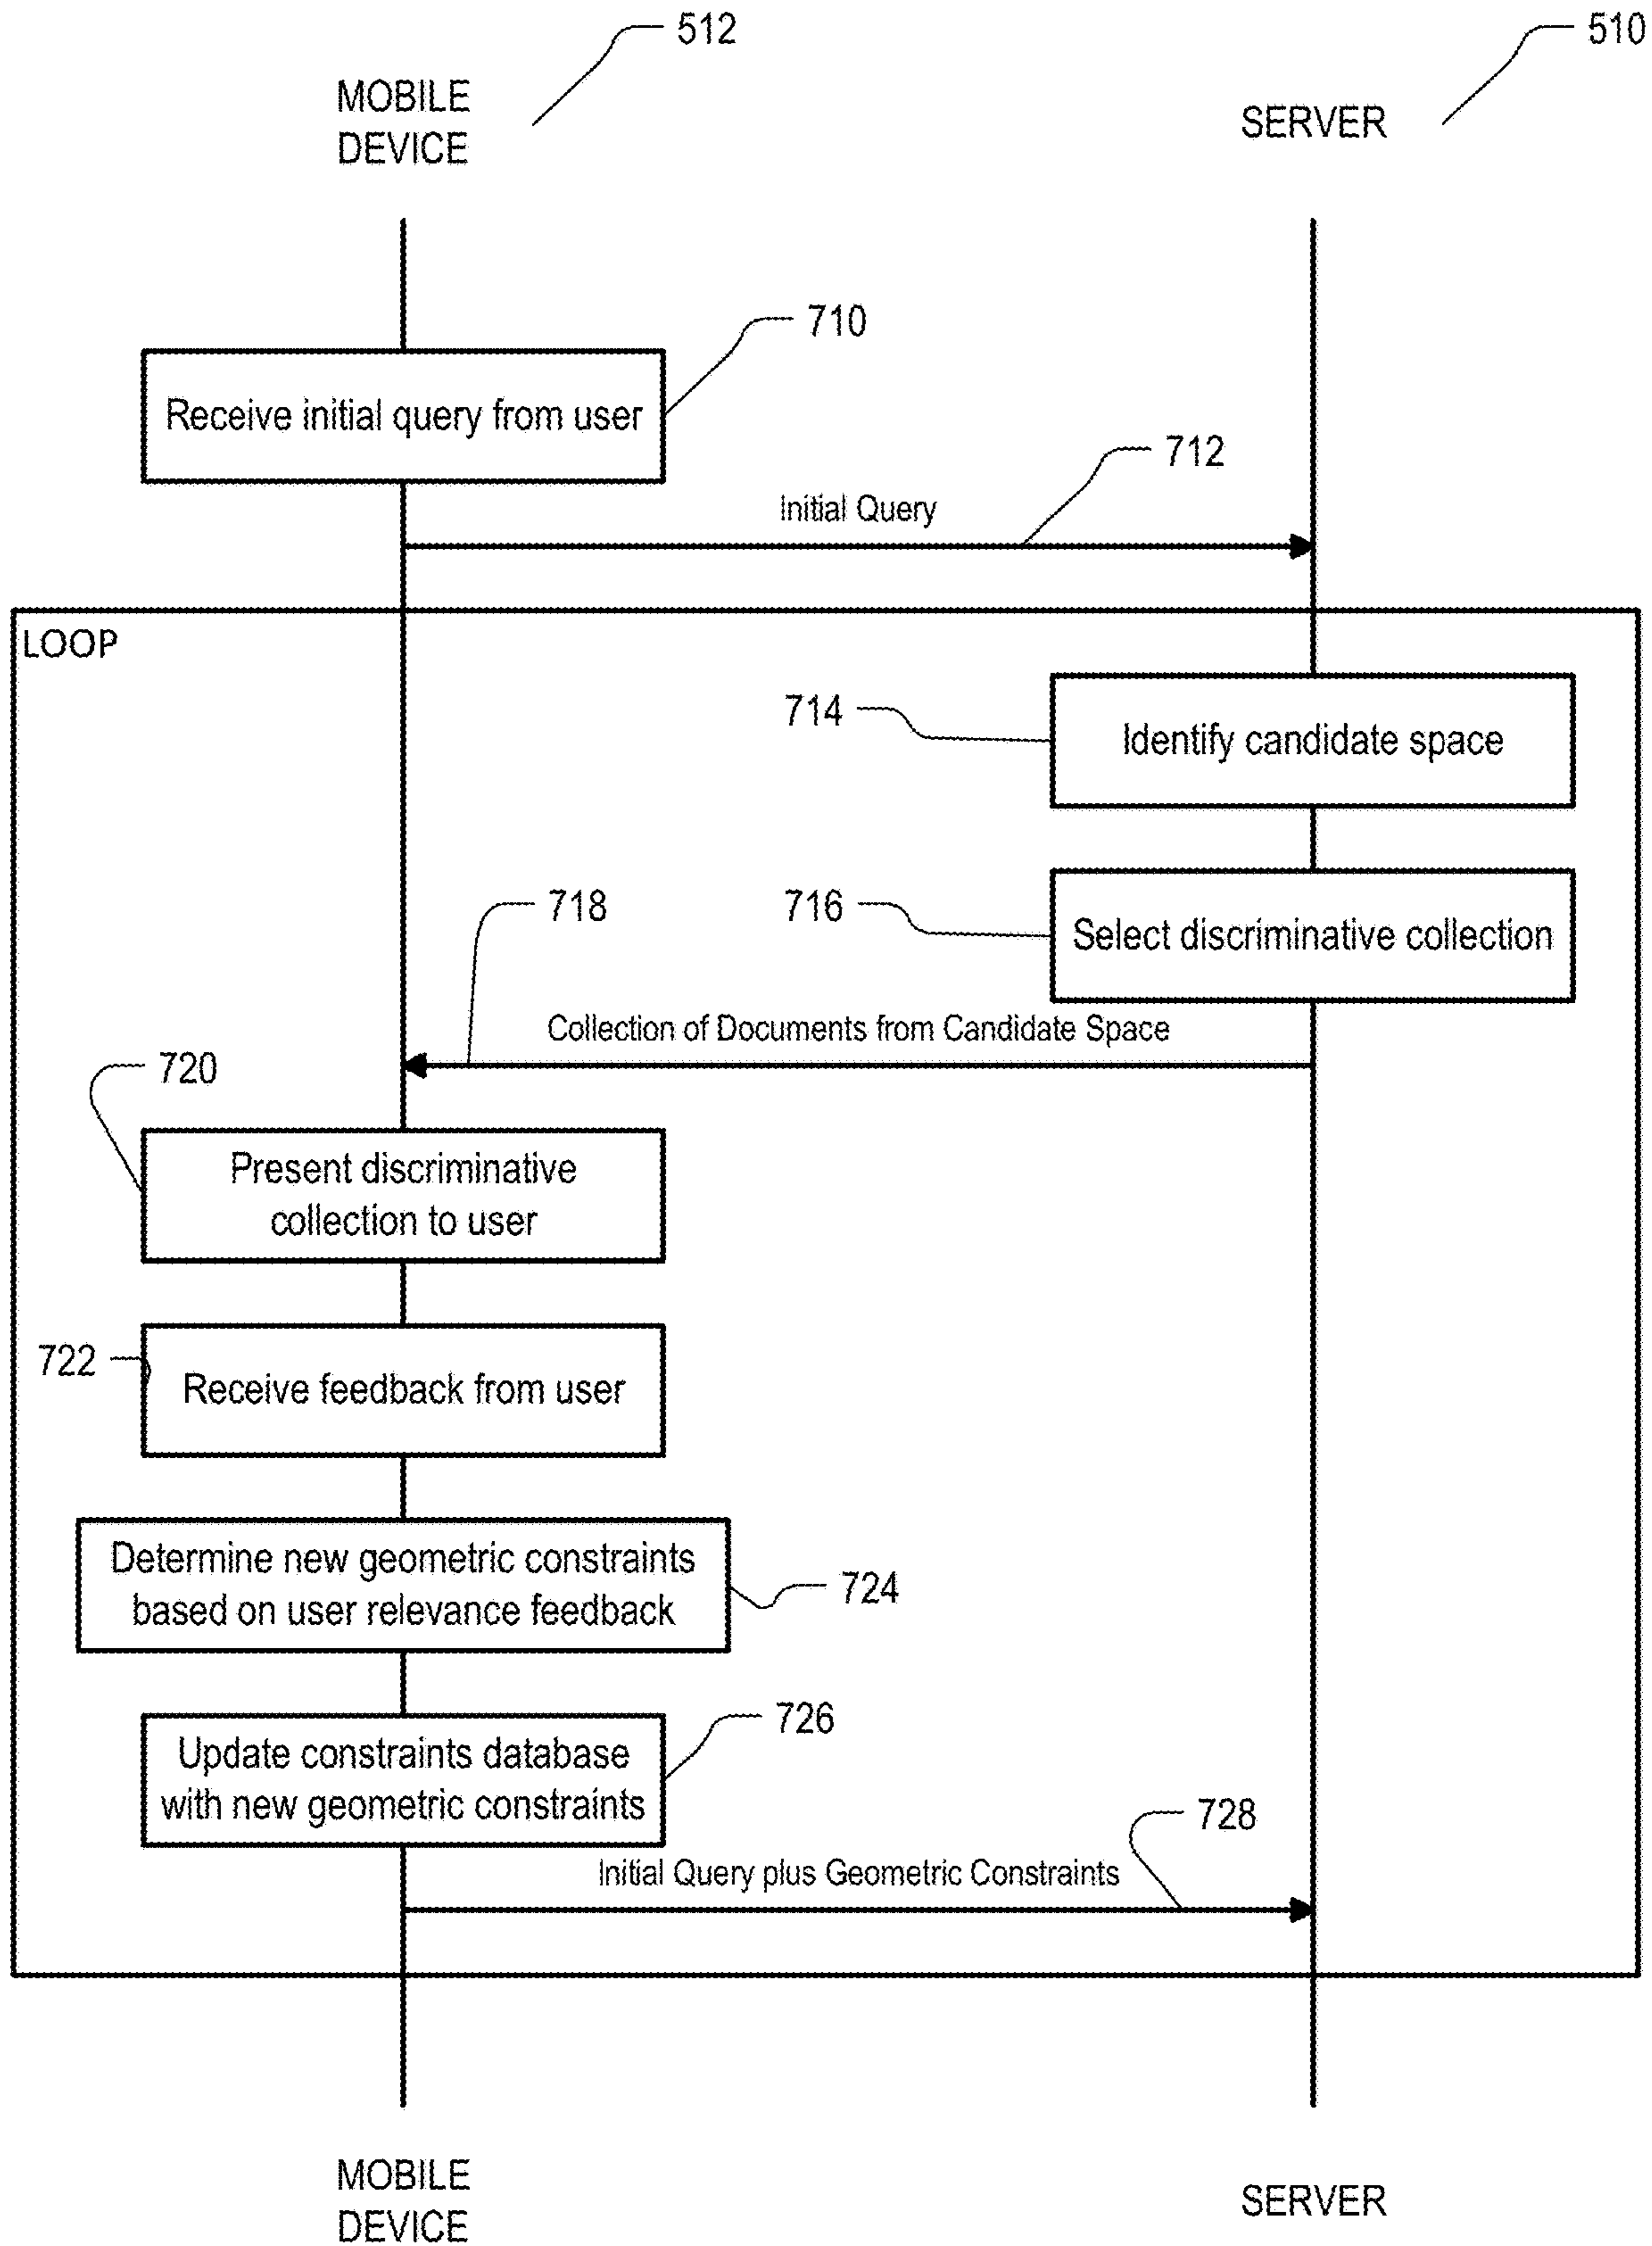 512
510
MOBILE
DEVICE
SERVER
710
Receive initial query from user
712
Initial Query
LOOP
714
Identify candidate space
718
716
Select discriminative collection
Collection of Documents from Candidate Space
720
Present discriminative
collection to user
722
Receive feedback from user
Determine new geometric constraints
based on user relevance feedback
724
726
Update constraints database
with new geometric constraints
728
Initial Query plus Geometric Constraints
MOBILE
DEVICE
SERVER